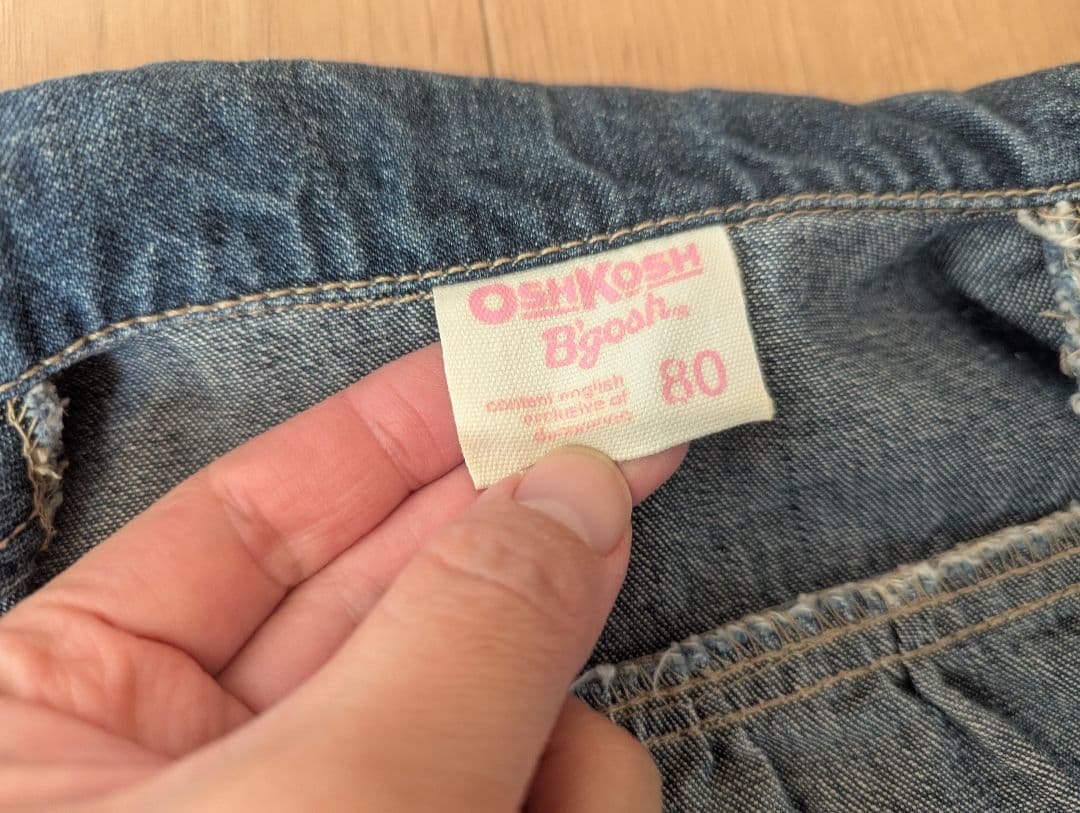 OSHKOSH
B'gosh
80
content english
exclusive of